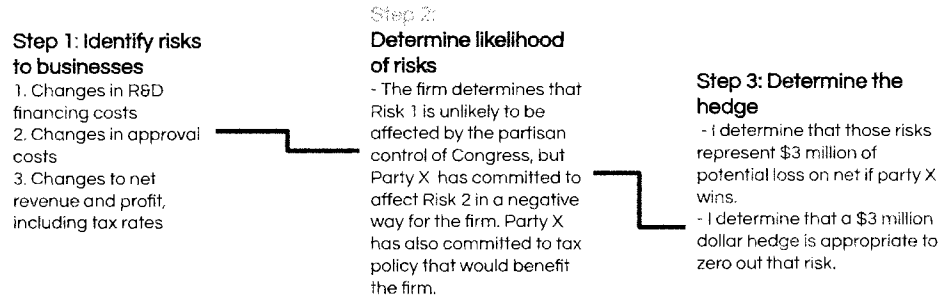 Step 1: Identify risks
to businesses
1. Changes in R&D
financing costs
2. Changes in approval
costs
3. Changes to net
revenue and profit,
including tax rates
Step 2:
Determine likelihood
of risks
- The firm determines that
Risk 1 is unlikely to be
affected by the partisan
control of Congress, but
Party X has committed to
affect Risk 2 in a negative
way for the firm. Party X
has also committed to tax
policy that would benefit
the firm.
Step 3: Determine the
hedge
- I determine that those risks
represent $3 million of
potential loss on net if party X
wins.
- I determine that a $3 million
dollar hedge is appropriate to
zero out that risk.